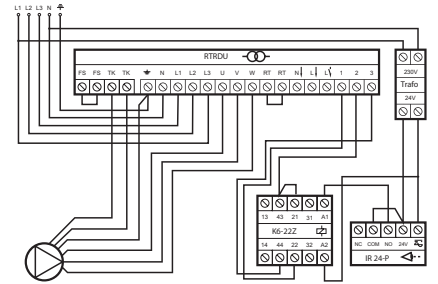 L1 L2 L3 N
RTRDU
FS FS TK TK N L1 L2 L3 U V W RT RT N L L 1 2 3
230V
Trafo
24V
13 43 21 31 A1
K6-22Z
14 44 22 32 A2
NC COM NO 24V
IR 24-P